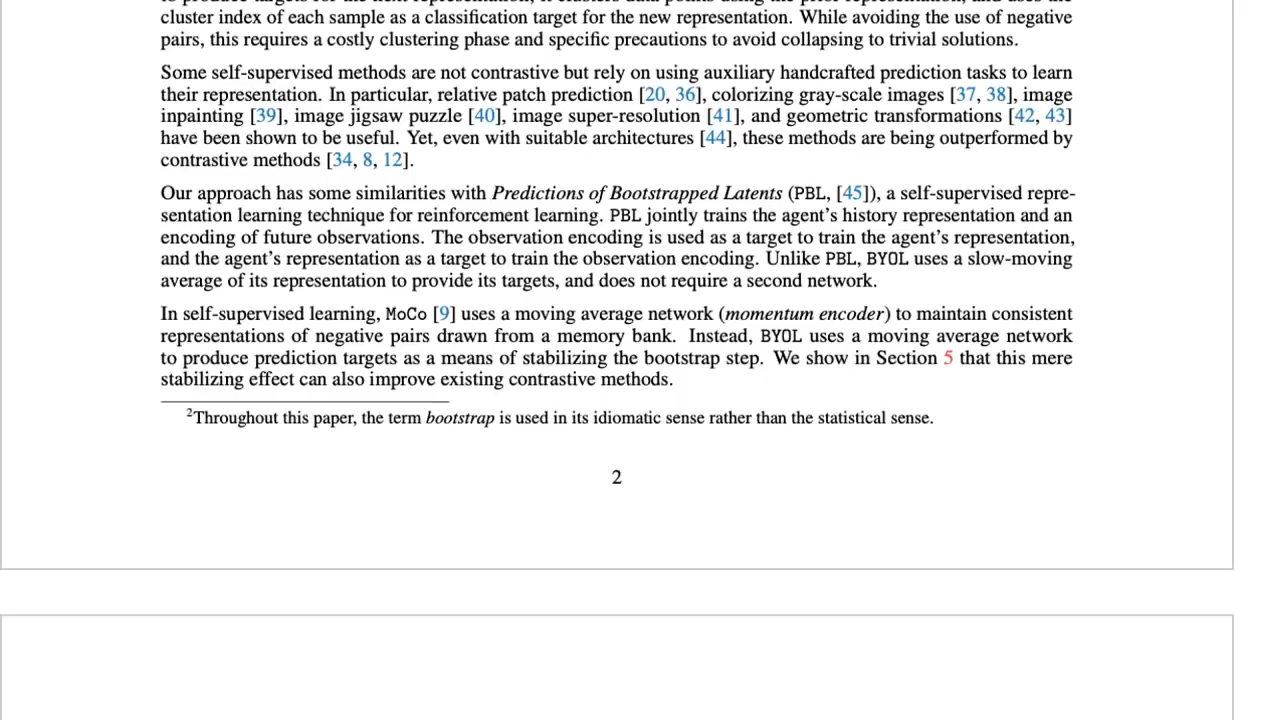 cluster index of each sample as a classification target for the new representation. While avoiding the use of negative
pairs, this requires a costly clustering phase and specific precautions to avoid collapsing to trivial solutions.
Some self-supervised methods are not contrastive but rely on using auxiliary handcrafted prediction tasks to learn
their representation. In particular, relative patch prediction [20, 36], colorizing gray-scale images [37, 38], image
inpainting [39], image jigsaw puzzle [40], image super-resolution [41], and geometric transformations [42, 43]
have been shown to be useful. Yet, even with suitable architectures [44], these methods are being outperformed by
contrastive methods [34, 8, 12].
Our approach has some similarities with Predictions of Bootstrapped Latents (PBL, [45]), a self-supervised repre-
sentation learning technique for reinforcement learning. PBL jointly trains the agent's history representation and an
encoding of future observations. The observation encoding is used as a target to train the agent's representation,
and the agent's representation as a target to train the observation encoding. Unlike PBL, BYOL uses a slow-moving
average of its representation to provide its targets, and does not require a second network.
In self-supervised learning, MoCo [9] uses a moving average network (momentum encoder) to maintain consistent
representations of negative pairs drawn from a memory bank. Instead, BYOL uses a moving average network
to produce prediction targets as a means of stabilizing the bootstrap step. We show in Section 5 that this mere
stabilizing effect can also improve existing contrastive methods.
2Throughout this paper, the term bootstrap is used in its idiomatic sense rather than the statistical sense.
2